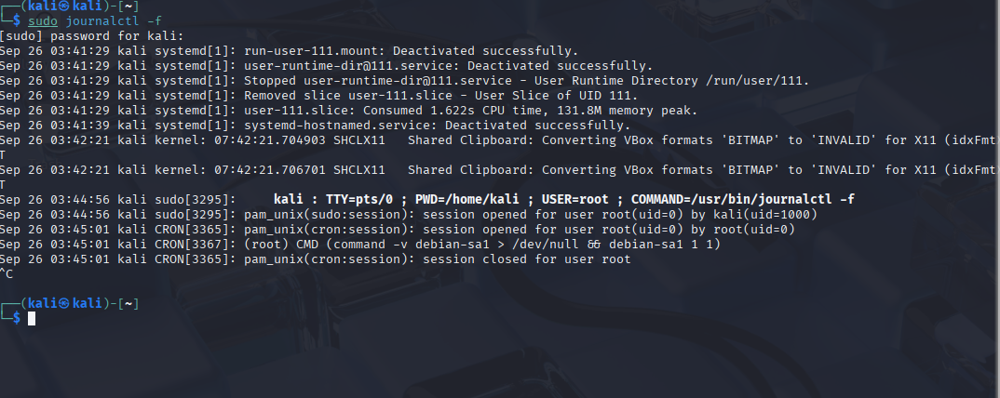 ┌──(kali㉿kali)-[~]
└─$ sudo journalctl -f
[sudo] password for kali:
Sep 26 03:41:29 kali systemd[1]: run-user-111.mount: Deactivated successfully.
Sep 26 03:41:29 kali systemd[1]: user-runtime-dir@111.service: Deactivated successfully.
Sep 26 03:41:29 kali systemd[1]: Stopped user-runtime-dir@111.service - User Runtime Directory /run/user/111.
Sep 26 03:41:29 kali systemd[1]: Removed slice user-111.slice - User Slice of UID 111.
Sep 26 03:41:29 kali systemd[1]: user-111.slice: Consumed 1.622s CPU time, 131.8M memory peak.
Sep 26 03:41:39 kali systemd[1]: systemd-hostnamed.service: Deactivated successfully.
Sep 26 03:42:21 kali kernel: 07:42:21.704903 SHCLX11   Shared Clipboard: Converting VBox formats 'BITMAP' to 'INVALID' for X11 (idxFmt
T
Sep 26 03:42:21 kali kernel: 07:42:21.706701 SHCLX11   Shared Clipboard: Converting VBox formats 'BITMAP' to 'INVALID' for X11 (idxFmt
T
Sep 26 03:44:56 kali sudo[3295]:     kali : TTY=pts/0 ; PWD=/home/kali ; USER=root ; COMMAND=/usr/bin/journalctl -f
Sep 26 03:44:56 kali sudo[3295]: pam_unix(sudo:session): session opened for user root(uid=0) by kali(uid=1000)
Sep 26 03:45:01 kali CRON[3365]: pam_unix(cron:session): session opened for user root(uid=0) by root(uid=0)
Sep 26 03:45:01 kali CRON[3367]: (root) CMD (command -v debian-sa1 > /dev/null && debian-sa1 1 1)
Sep 26 03:45:01 kali CRON[3365]: pam_unix(cron:session): session closed for user root
^C
┌──(kali㉿kali)-[~]
└─$